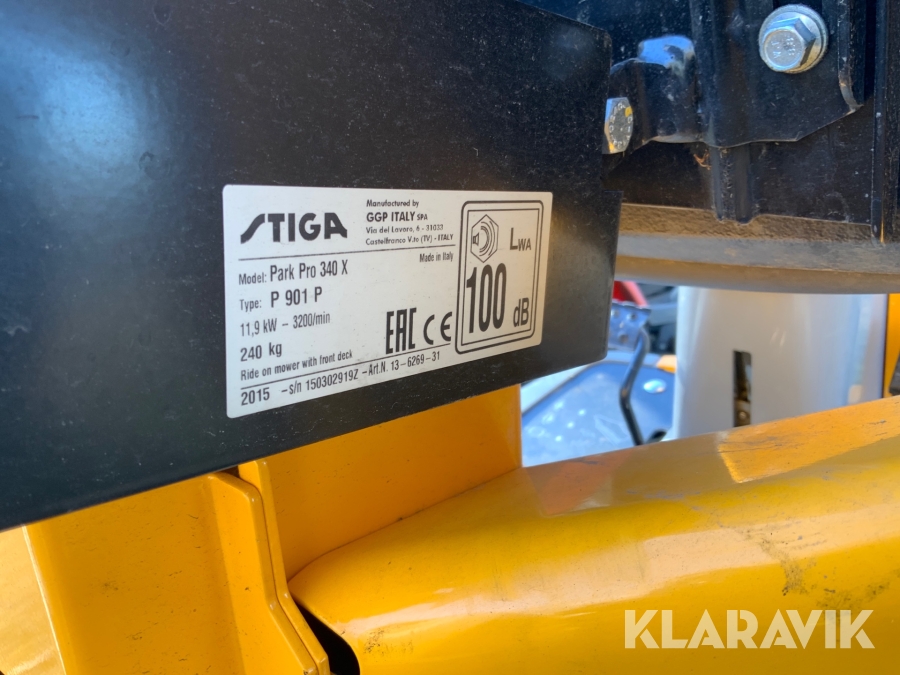 STIGA
Manufactured by
GGP ITALY SPA
Via del Lavoro, 6 - 31033
Castelfranco V.to (TV) - ITALY
Made in Italy
Model: Park Pro 340 X
Type: P 901 P
11,9 kW – 3200/min
240 kg
Ride on mower with front deck
2015 -s/n 150302919Z -Art.N. 13-6269-31
EAC CE
LWA
100 dB
KLARAVIK